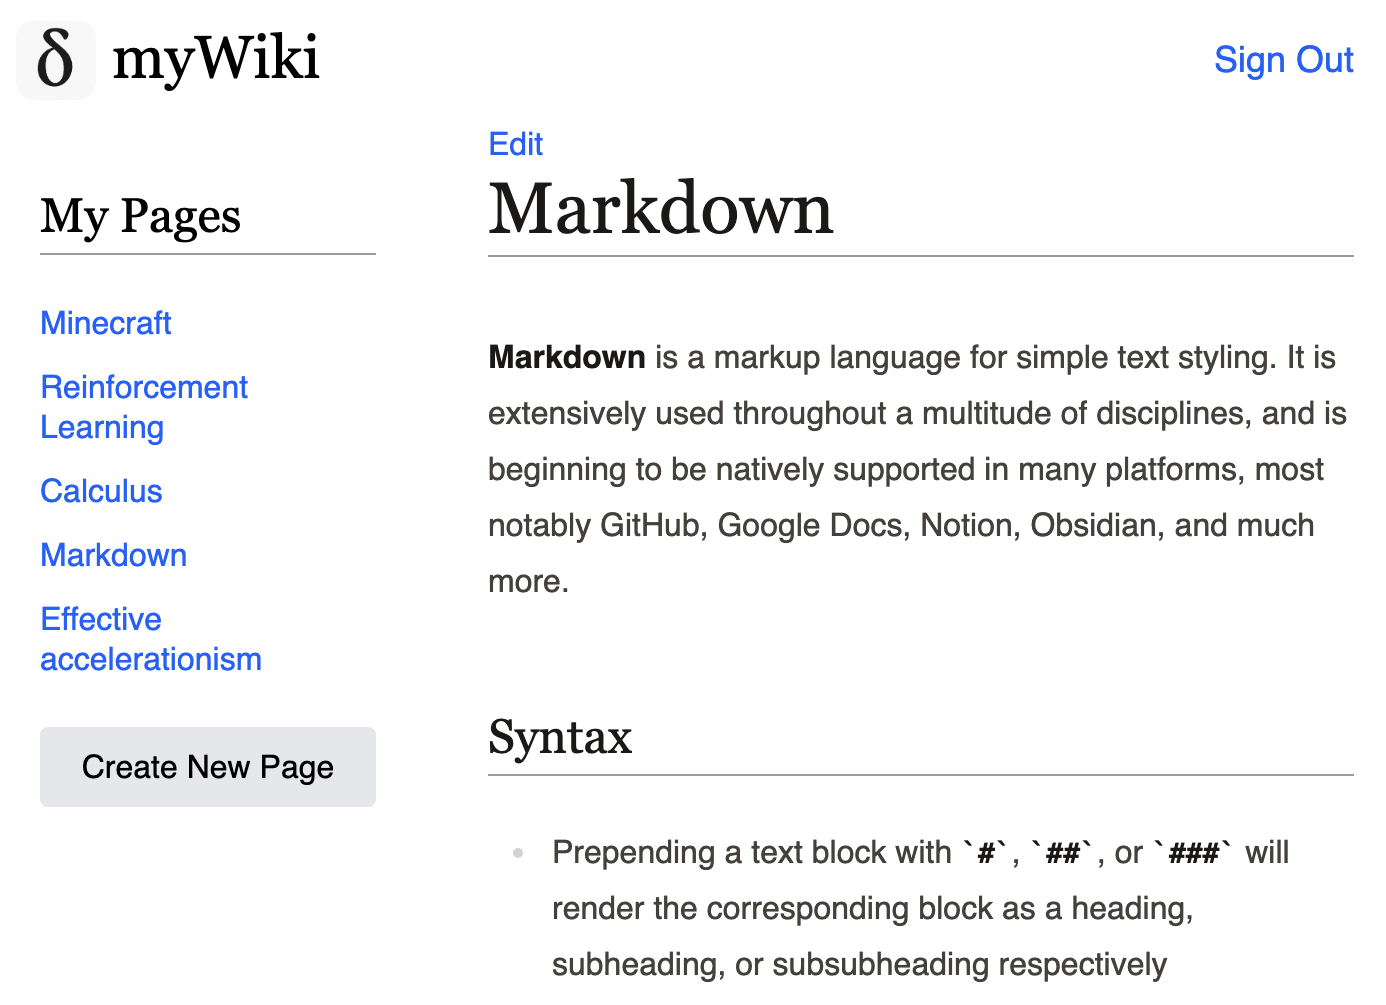 δ myWiki
Sign Out
My Pages
Minecraft
Reinforcement
Learning
Calculus
Markdown
Effective
accelerationism
Create New Page
Edit
Markdown
Markdown is a markup language for simple text styling. It is
extensively used throughout a multitude of disciplines, and is
beginning to be natively supported in many platforms, most
notably GitHub, Google Docs, Notion, Obsidian, and much
more.
Syntax
• Prepending a text block with `#`, `##`, or `###` will
render the corresponding block as a heading,
subheading, or subsubheading respectively